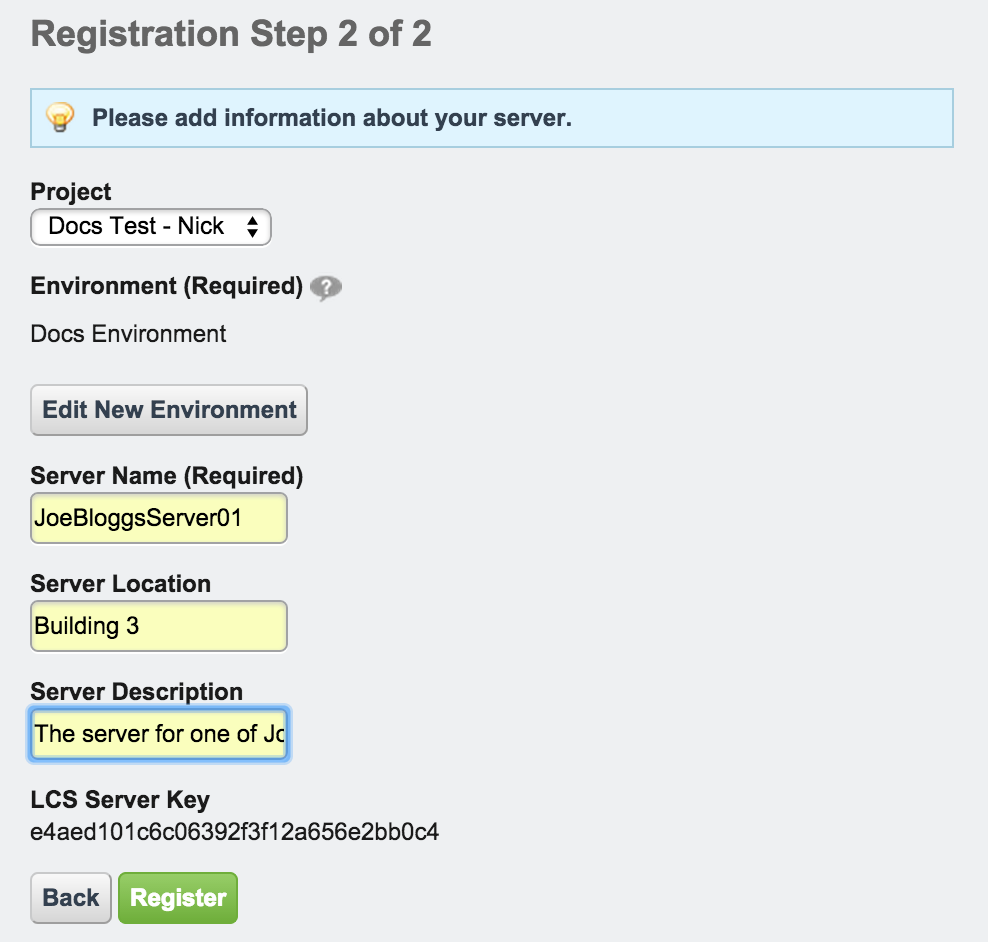 Registration Step 2 of 2
Please add information about your server.
Project
Docs Test - Nick
Environment (Required) ?
Docs Environment
Edit New Environment
Server Name (Required)
JoeBloggsServer01
Server Location
Building 3
Server Description
The server for one of
LCS Server Key
e4aed101c6c06392f3f12a656e2bb0c4
Back Register